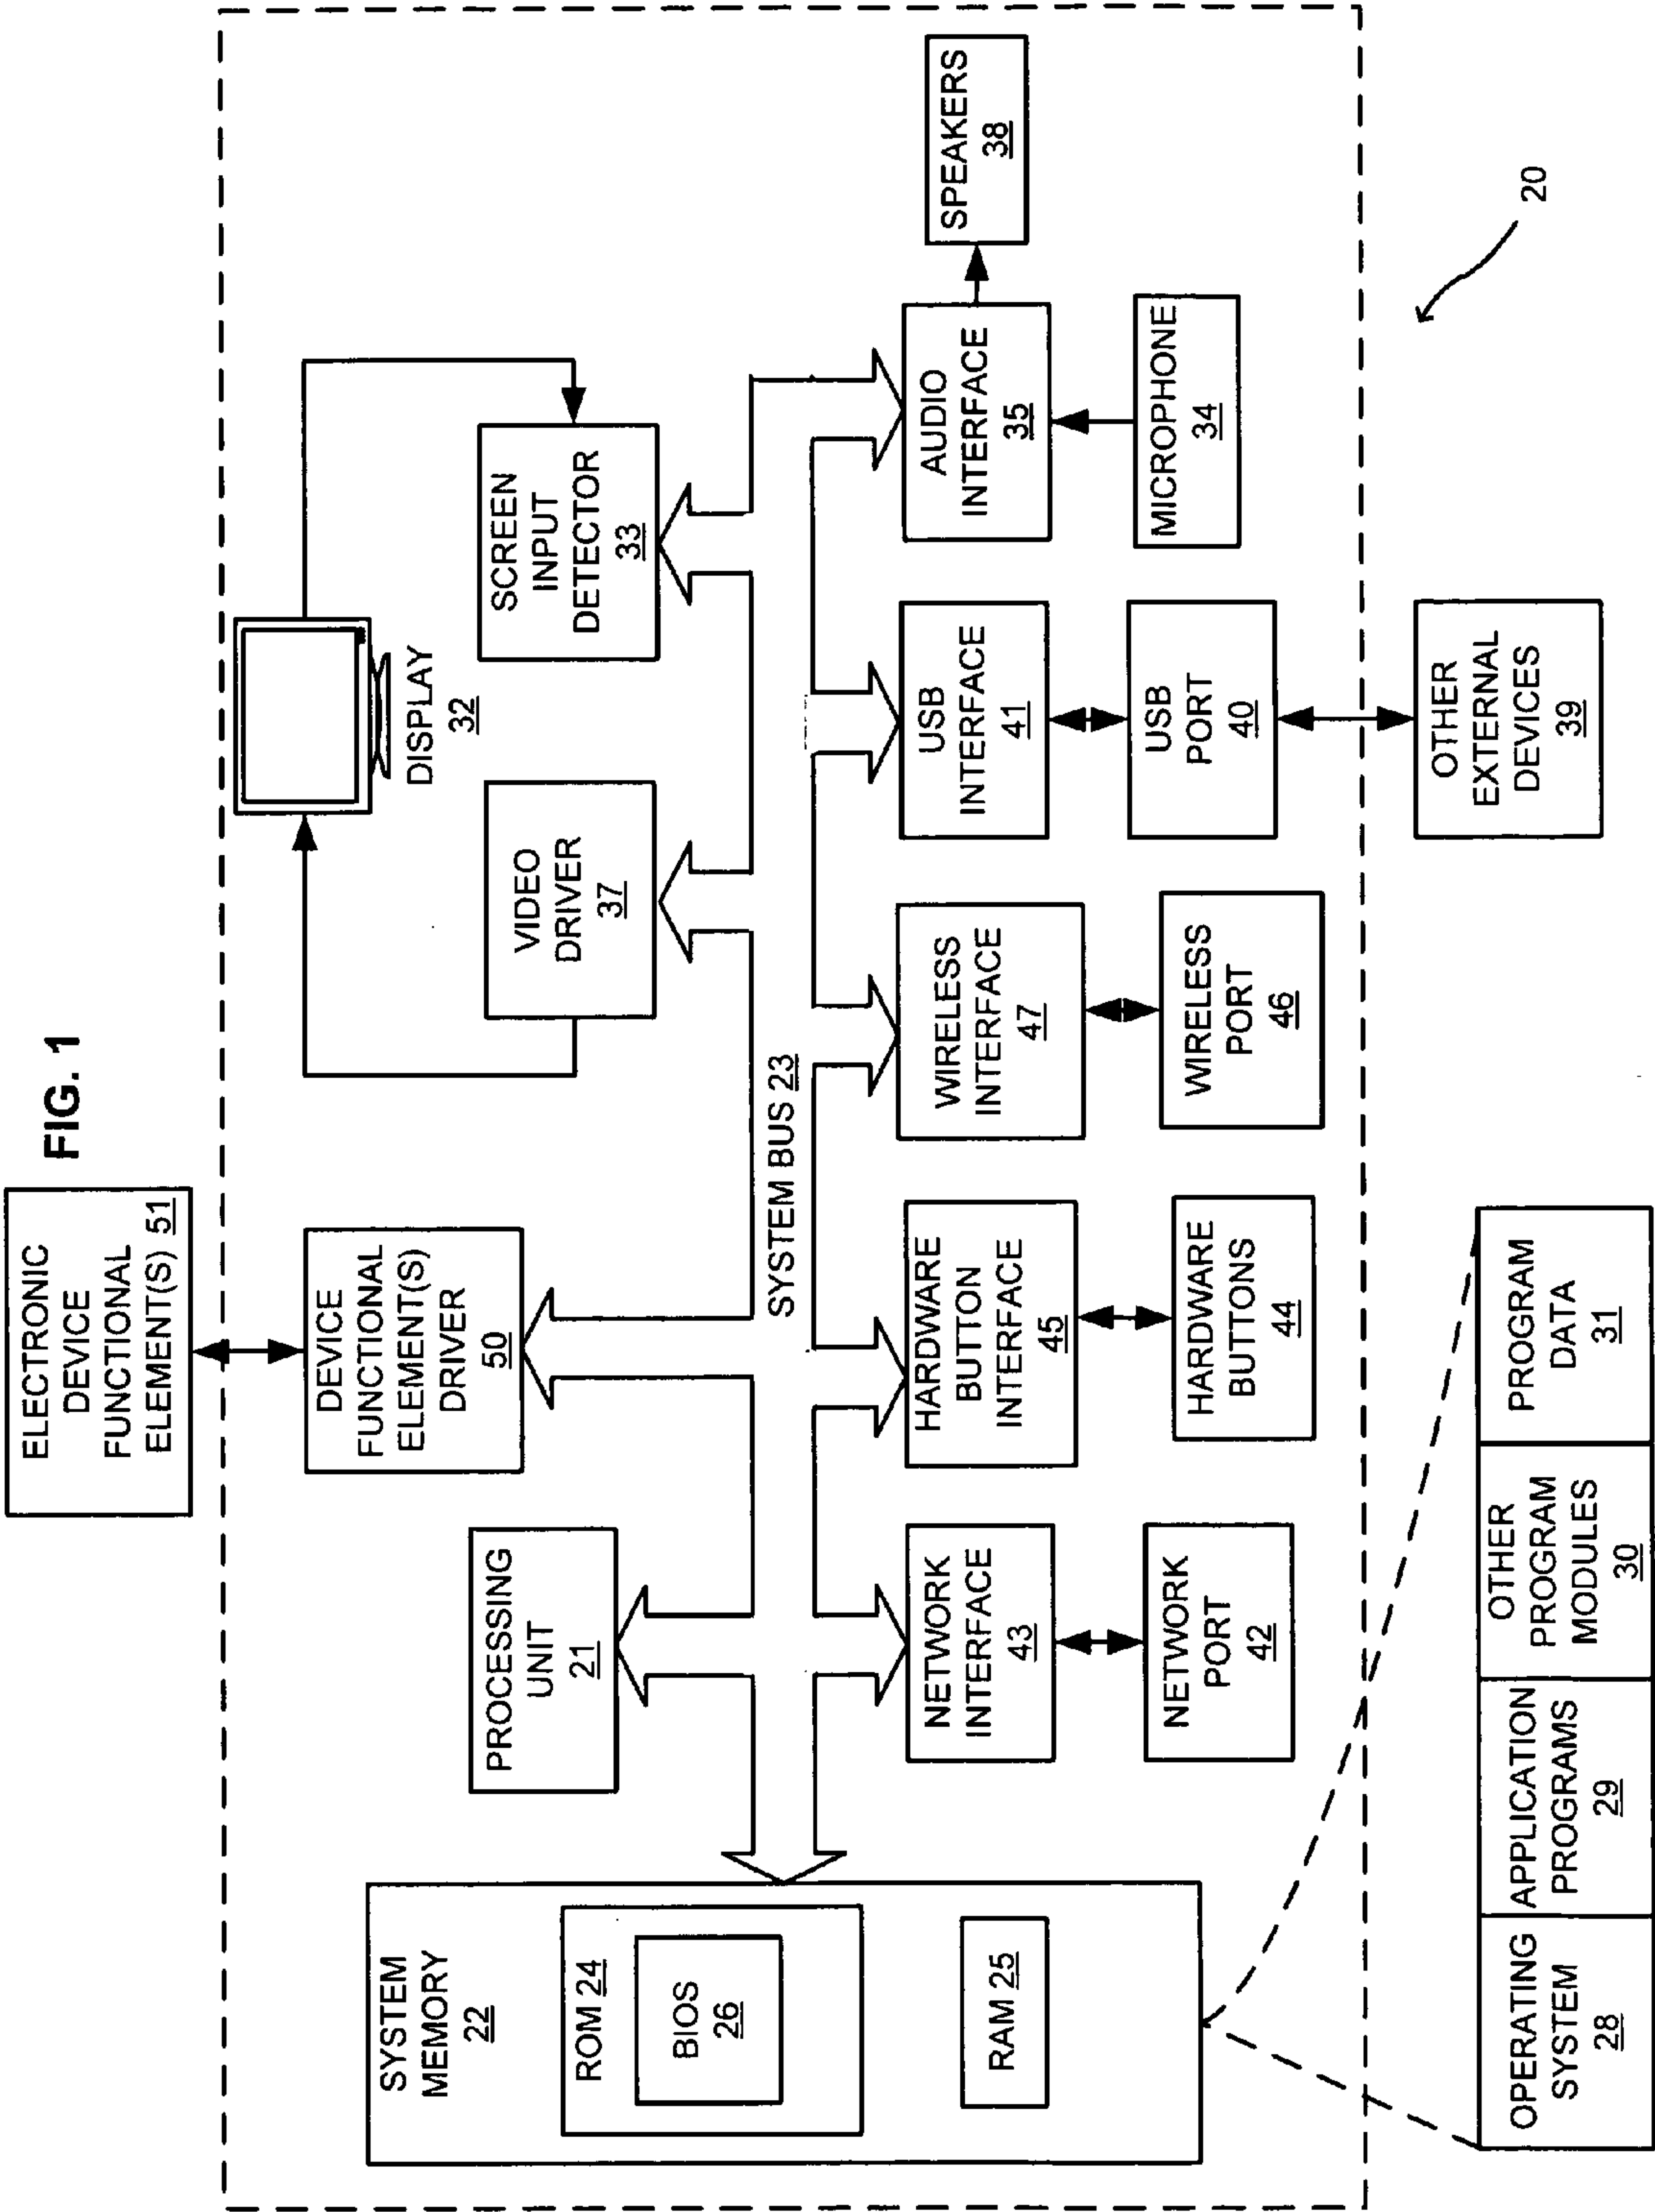 FIG. 1
ELECTRONIC
DEVICE
FUNCTIONAL
ELEMENT(S) 51
SYSTEM
MEMORY
22
ROM 24
BIOS
26
RAM 25
PROCESSING
UNIT
21
DEVICE
FUNCTIONAL
ELEMENT(S)
DRIVER
50
VIDEO
DRIVER
37
DISPLAY
32
SCREEN
INPUT
DETECTOR
33
SYSTEM BUS 23
NETWORK
INTERFACE
43
NETWORK
PORT
42
HARDWARE
BUTTON
INTERFACE
45
HARDWARE
BUTTONS
44
WIRELESS
INTERFACE
47
WIRELESS
PORT
46
USB
INTERFACE
41
USB
PORT
40
AUDIO
INTERFACE
35
MICROPHONE
34
SPEAKERS
38
OPERATING
SYSTEM
28
APPLICATION
PROGRAMS
29
OTHER
PROGRAM
MODULES
30
PROGRAM
DATA
31
OTHER
EXTERNAL
DEVICES
39
20